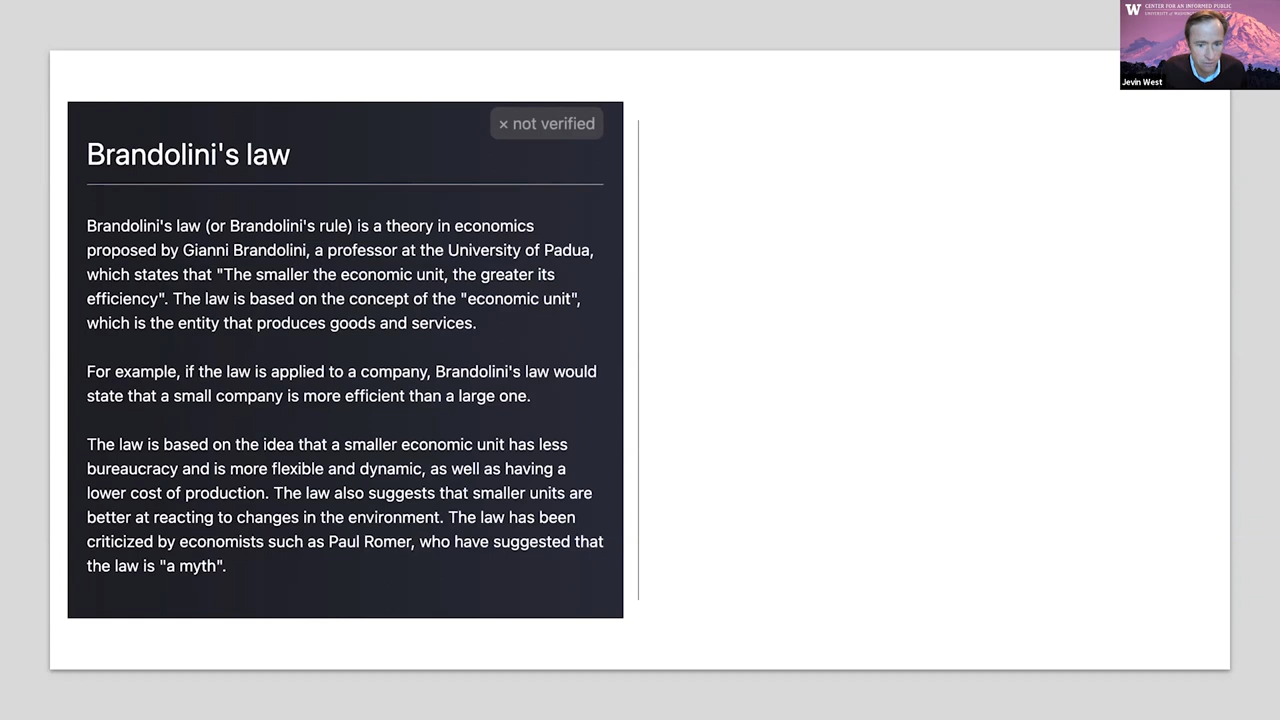 W CENTER FOR AN INFORMED PUBLIC
Jevin West
× not verified
Brandolini's law
Brandolini's law (or Brandolini's rule) is a theory in economics
proposed by Gianni Brandolini, a professor at the University of Padua,
which states that "The smaller the economic unit, the greater its
efficiency". The law is based on the concept of the "economic unit",
which is the entity that produces goods and services.
For example, if the law is applied to a company, Brandolini's law would
state that a small company is more efficient than a large one.
The law is based on the idea that a smaller economic unit has less
bureaucracy and is more flexible and dynamic, as well as having a
lower cost of production. The law also suggests that smaller units are
better at reacting to changes in the environment. The law has been
criticized by economists such as Paul Romer, who have suggested that
the law is "a myth".